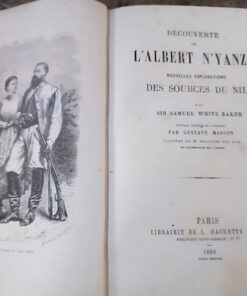 DÉCOUVERTE
DE
L'ALBERT N'YANZ
NOUVELLES EXPLORATIONS
DES SOURCES DU NIL
PAR
SIR SAMUEL WHITE BAKER
OUVRAGE TRADUIT DE L'ANGLAIS
PAR GUSTAVE MASSON
PARIS
LIBRAIRIE DE L. HACHETTE
BOULEVARD SAINT-GERMAIN, N° 77
1868